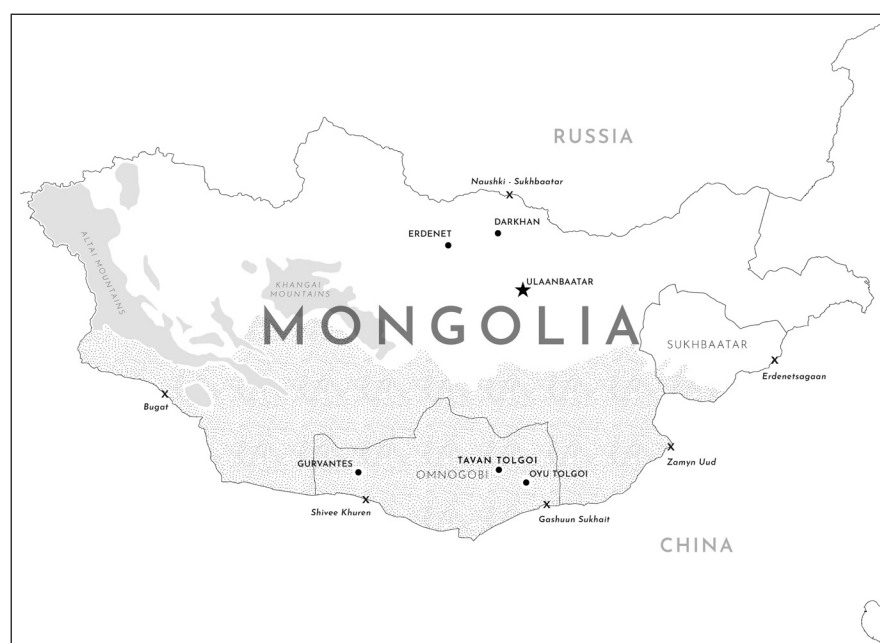 RUSSIA
Naushki - Sukhbaatar
DARKHAN
ERDENET
ALTAI MOUNTAINS
ULAANBAATAR
KHANGAI
MOUNTAINS
MONGOLIA
SUKHBAATAR
Erdenetsagaan
Bugat
TAVAN TOLGOI
GURVANTES
Zamyn Uud
OMNOGOBI
OYU TOLGOI
Shivee Khuren
Gashuun Sukhait
CHINA